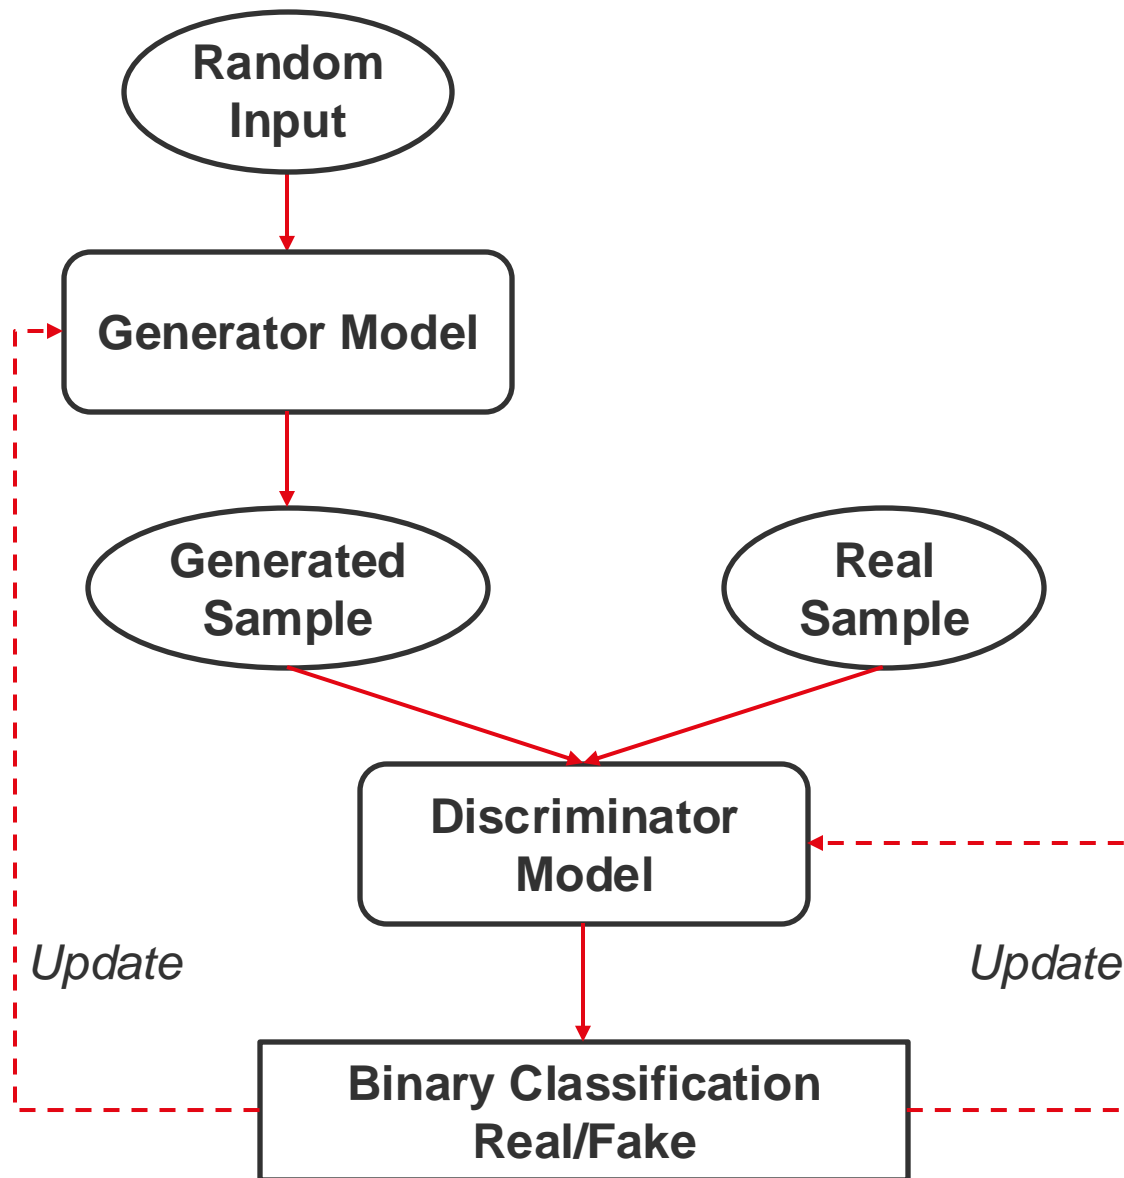 Random
Input
Generator Model
Generated
Sample
Real
Sample
Discriminator
Model
Update
Update
Binary Classification
Real/Fake